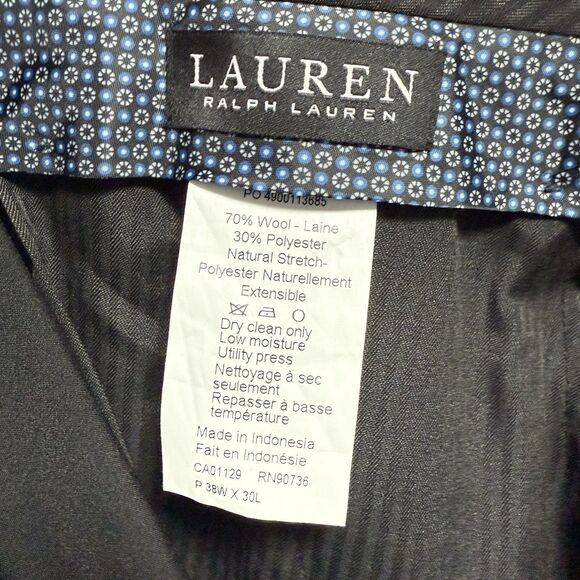 LAUREN
RALPH LAUREN
PO 4900113685
70% Wool - Laine
30% Polyester
Natural Stretch-
Polyester Naturellement
Extensible
Dry clean only
Low moisture
Utility press
Nettoyage à sec
seulement
Repasser à basse
température
Made in Indonesia
Fait en Indonésie
CA01129 RN90736
P 38W X 30L